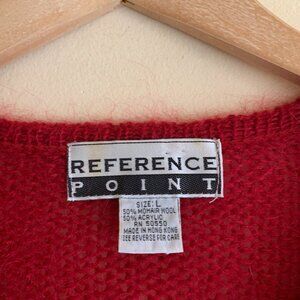 REFERENCE
POINT
SIZE: L
50% MOHAIR WOOL
50% ACRYLIC
RN 50550
MADE IN HONG KONG
SEE REVERSE FOR CARE